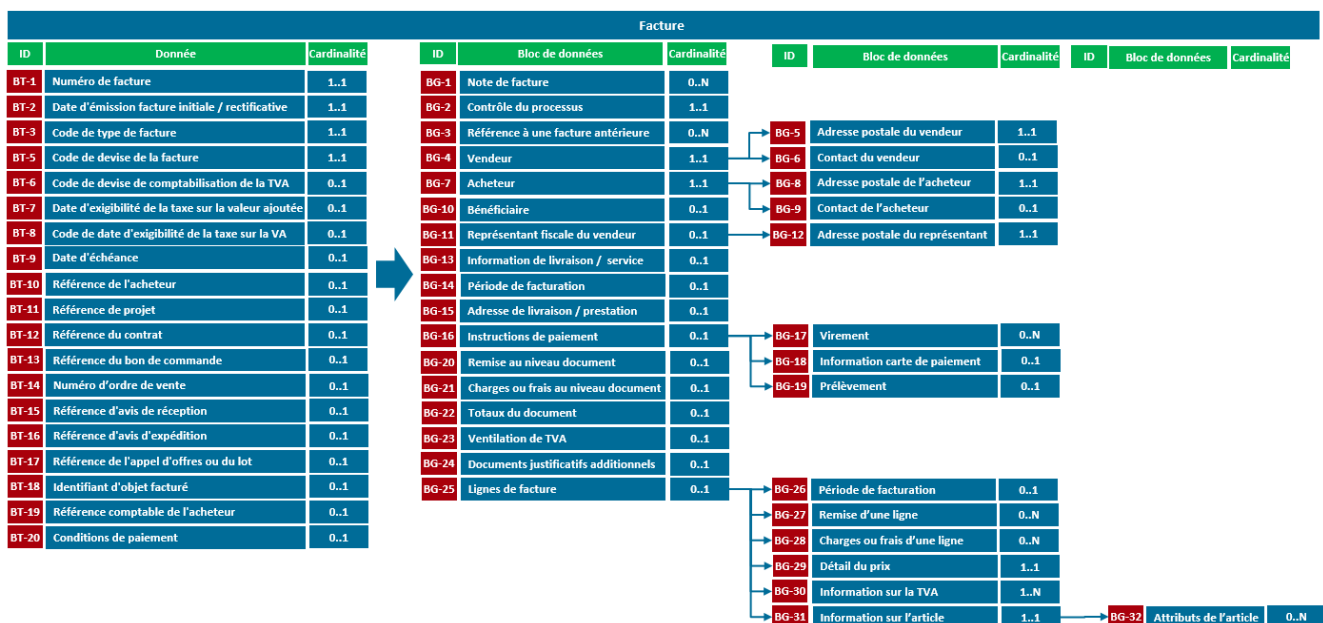 Facture
ID Donnée Cardinalité
BT-1 Numéro de facture 1..1
BT-2 Date d'émission facture initiale / rectificative 1..1
BT-3 Code de type de facture 1..1
BT-5 Code de devise de la facture 1..1
BT-6 Code de devise de comptabilisation de la TVA 0..1
BT-7 Date d'exigibilité de la taxe sur la valeur ajoutée 0..1
BT-8 Code de date d'exigibilité de la taxe sur la VA 0..1
BT-9 Date d'échéance 0..1
BT-10 Référence de l'acheteur 0..1
BT-11 Référence de projet 0..1
BT-12 Référence du contrat 0..1
BT-13 Référence du bon de commande 0..1
BT-14 Numéro d'ordre de vente 0..1
BT-15 Référence d'avis de réception 0..1
BT-16 Référence d'avis d'expédition 0..1
BT-17 Référence de l'appel d'offres ou du lot 0..1
BT-18 Identifiant d'objet facturé 0..1
BT-19 Référence comptable de l'acheteur 0..1
BT-20 Conditions de paiement 0..1
ID Bloc de données Cardinalité
BG-1 Note de facture 0..N
BG-2 Contrôle du processus 1..1
BG-3 Référence à une facture antérieure 0..N
BG-4 Vendeur 1..1
BG-7 Acheteur 1..1
BG-10 Bénéficiaire 0..1
BG-11 Représentant fiscale du vendeur 0..1
BG-13 Information de livraison / service 0..1
BG-14 Période de facturation 0..1
BG-15 Adresse de livraison / prestation 0..1
BG-16 Instructions de paiement 0..1
BG-20 Remise au niveau document 0..1
BG-21 Charges ou frais au niveau document 0..1
BG-22 Totaux du document 0..1
BG-23 Ventilation de TVA 0..1
BG-24 Documents justificatifs additionnels 0..1
BG-25 Lignes de facture 0..1
ID Bloc de données Cardinalité
BG-5 Adresse postale du vendeur 1..1
BG-6 Contact du vendeur 0..1
BG-8 Adresse postale de l'acheteur 1..1
BG-9 Contact de l'acheteur 0..1
BG-12 Adresse postale du représentant 1..1
BG-17 Virement 0..N
BG-18 Information carte de paiement 0..1
BG-19 Prélèvement 0..1
BG-26 Période de facturation 0..1
BG-27 Remise d'une ligne 0..N
BG-28 Charges ou frais d'une ligne 0..N
BG-29 Détail du prix 1..1
BG-30 Information sur la TVA 1..N
BG-31 Information sur l'article 1..1
ID Bloc de données Cardinalité
BG-32 Attributs de l'article 0..N